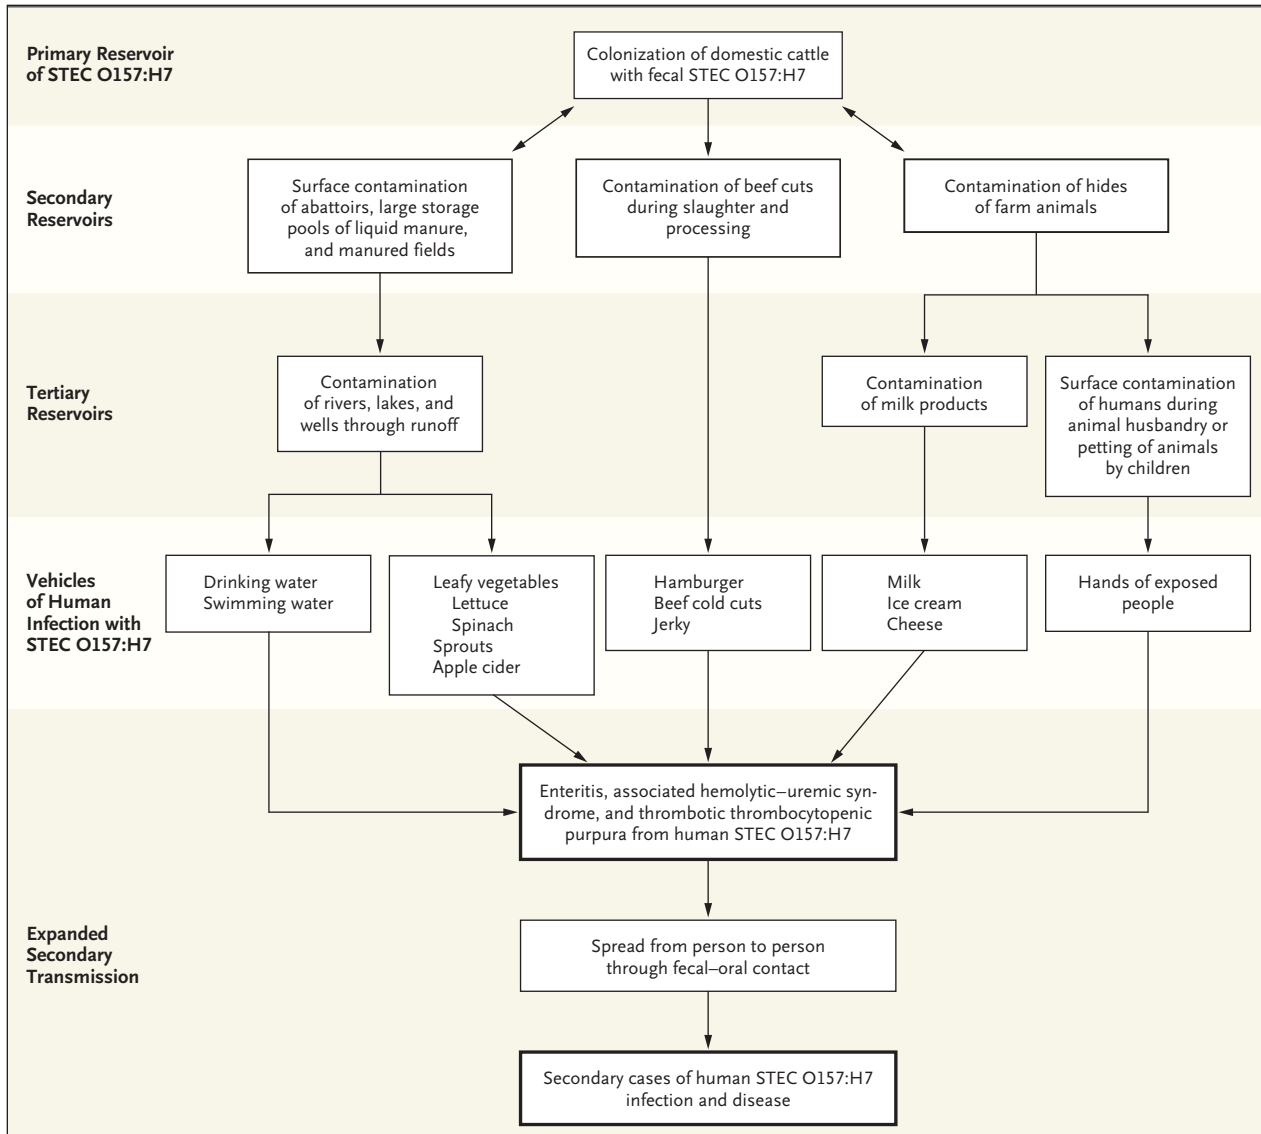 Primary Reservoir
of STEC O157:H7
Colonization of domestic cattle
with fecal STEC O157:H7
Secondary
Reservoirs
Surface contamination
of abattoirs, large storage
pools of liquid manure,
and manured fields
Contamination of beef cuts
during slaughter and
processing
Contamination of hides
of farm animals
Tertiary
Reservoirs
Contamination
of rivers, lakes, and
wells through runoff
Contamination
of milk products
Surface contamination
of humans during
animal husbandry or
petting of animals
by children
Vehicles
of Human
Infection with
STEC O157:H7
Drinking water
Swimming water
Leafy vegetables
Lettuce
Spinach
Sprouts
Apple cider
Hamburger
Beef cold cuts
Jerky
Milk
Ice cream
Cheese
Hands of exposed
people
Enteritis, associated hemolytic–uremic syn-
drome, and thrombotic thrombocytopenic
purpura from human STEC O157:H7
Expanded
Secondary
Transmission
Spread from person to person
through fecal–oral contact
Secondary cases of human STEC O157:H7
infection and disease